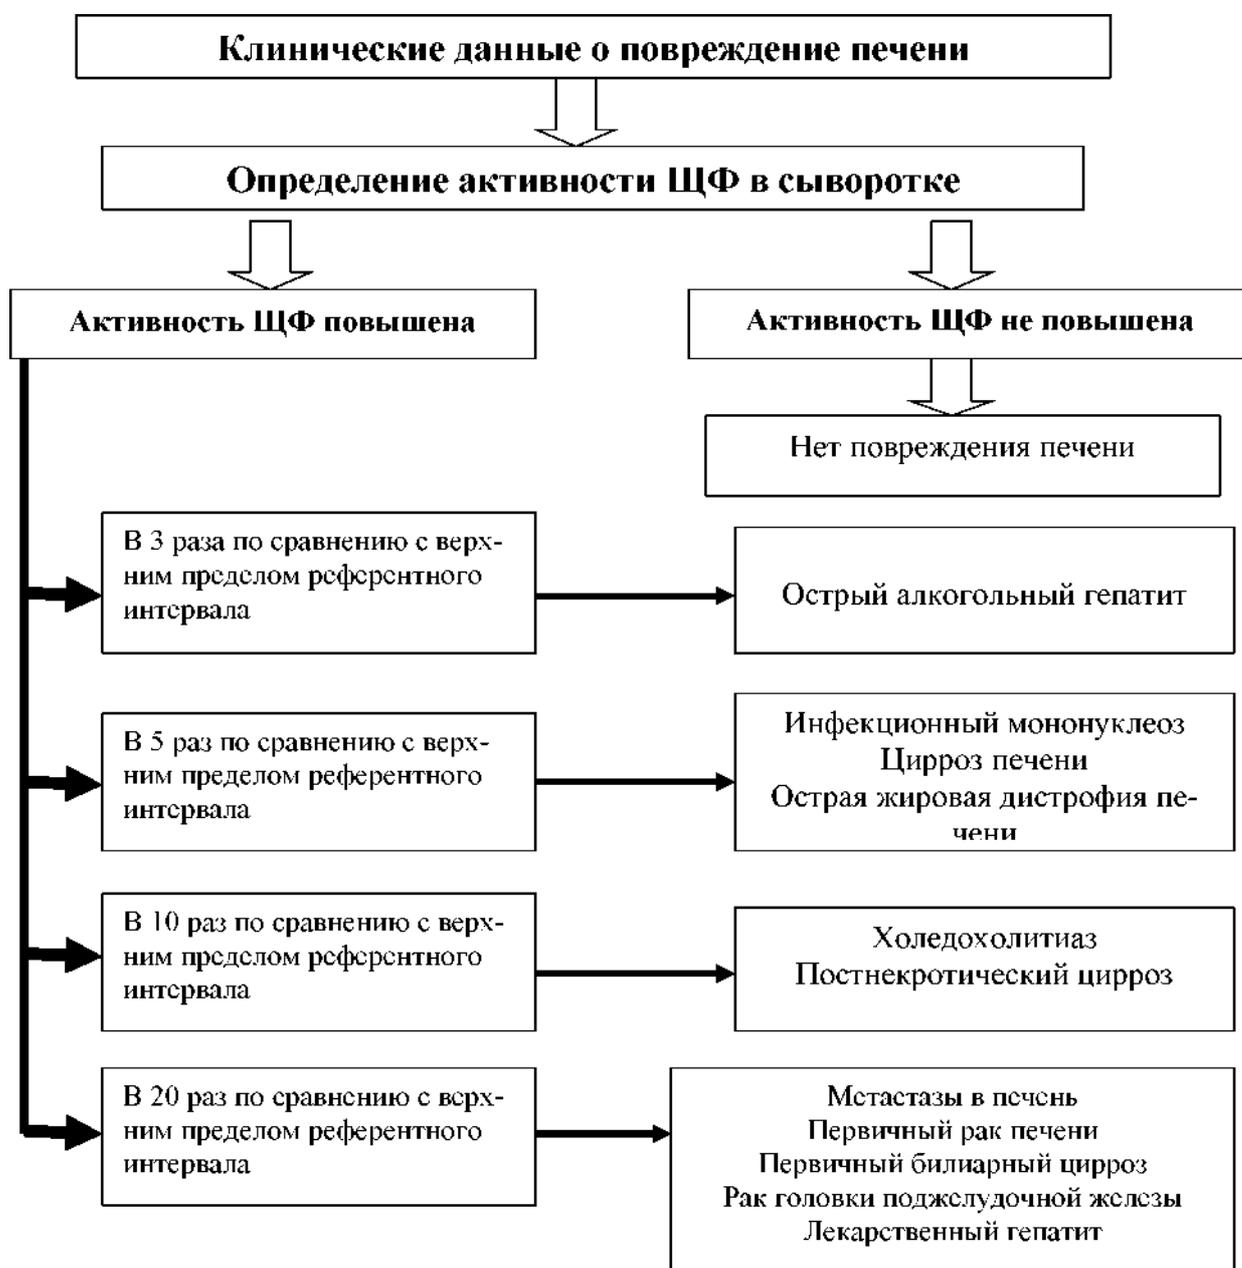 Клинические данные о повреждение печени
Определение активности ЩФ в сыворотке
Активность ЩФ повышена
Активность ЩФ не повышена
Нет повреждения печени
В 3 раза по сравнению с верх-
ним пределом референтного
интервала
Острый алкогольный гепатит
В 5 раз по сравнению с верх-
ним пределом референтного
интервала
Инфекционный мононуклеоз
Цирроз печени
Острая жировая дистрофия пе-
чени
В 10 раз по сравнению с верх-
ним пределом референтного
интервала
Холедохолитиаз
Постнекротический цирроз
В 20 раз по сравнению с верх-
ним пределом референтного
интервала
Метастазы в печень
Первичный рак печени
Первичный билиарный цирроз
Рак головки поджелудочной железы
Лекарственный гепатит